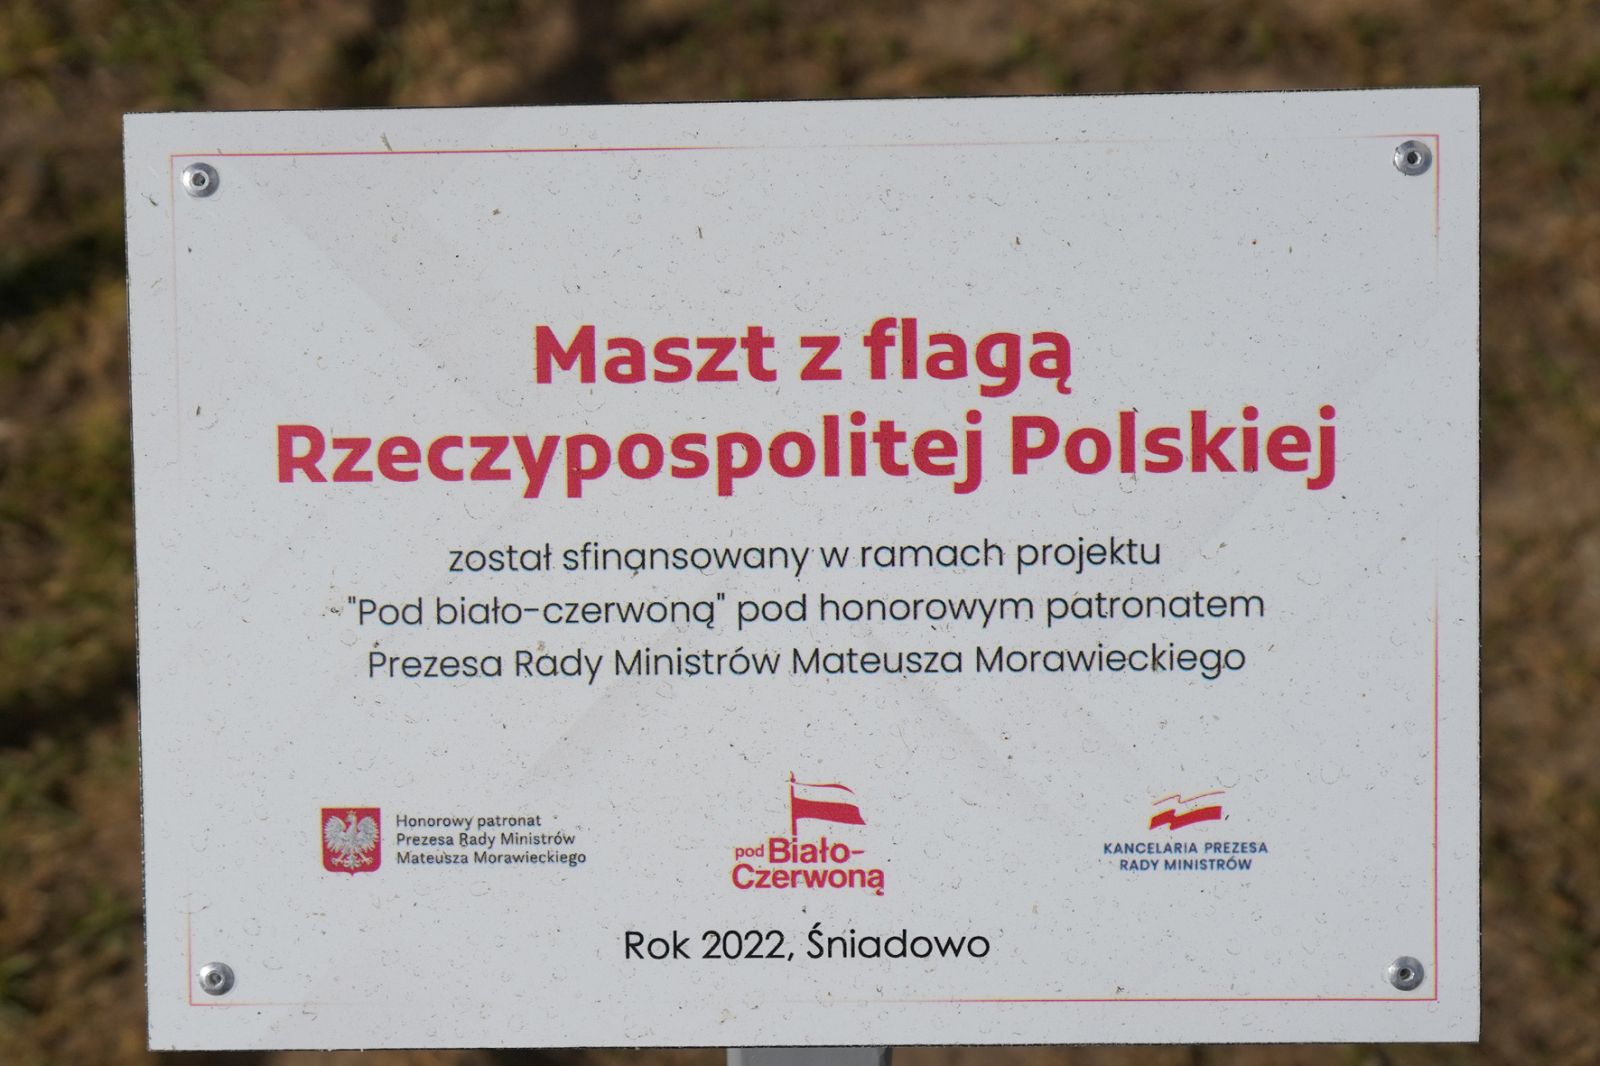 Maszt z flagą
Rzeczypospolitej Polskiej
został sfinansowany w ramach projektu
"Pod biało-czerwoną" pod honorowym patronatem
Prezesa Rady Ministrów Mateusza Morawieckiego
Honorowy patronat
Prezesa Rady Ministrów
Mateusza Morawieckiego
pod Biało-
Czerwoną
KANCELARIA PREZESA
RADY MINISTRÓW
Rok 2022, Śniadowo